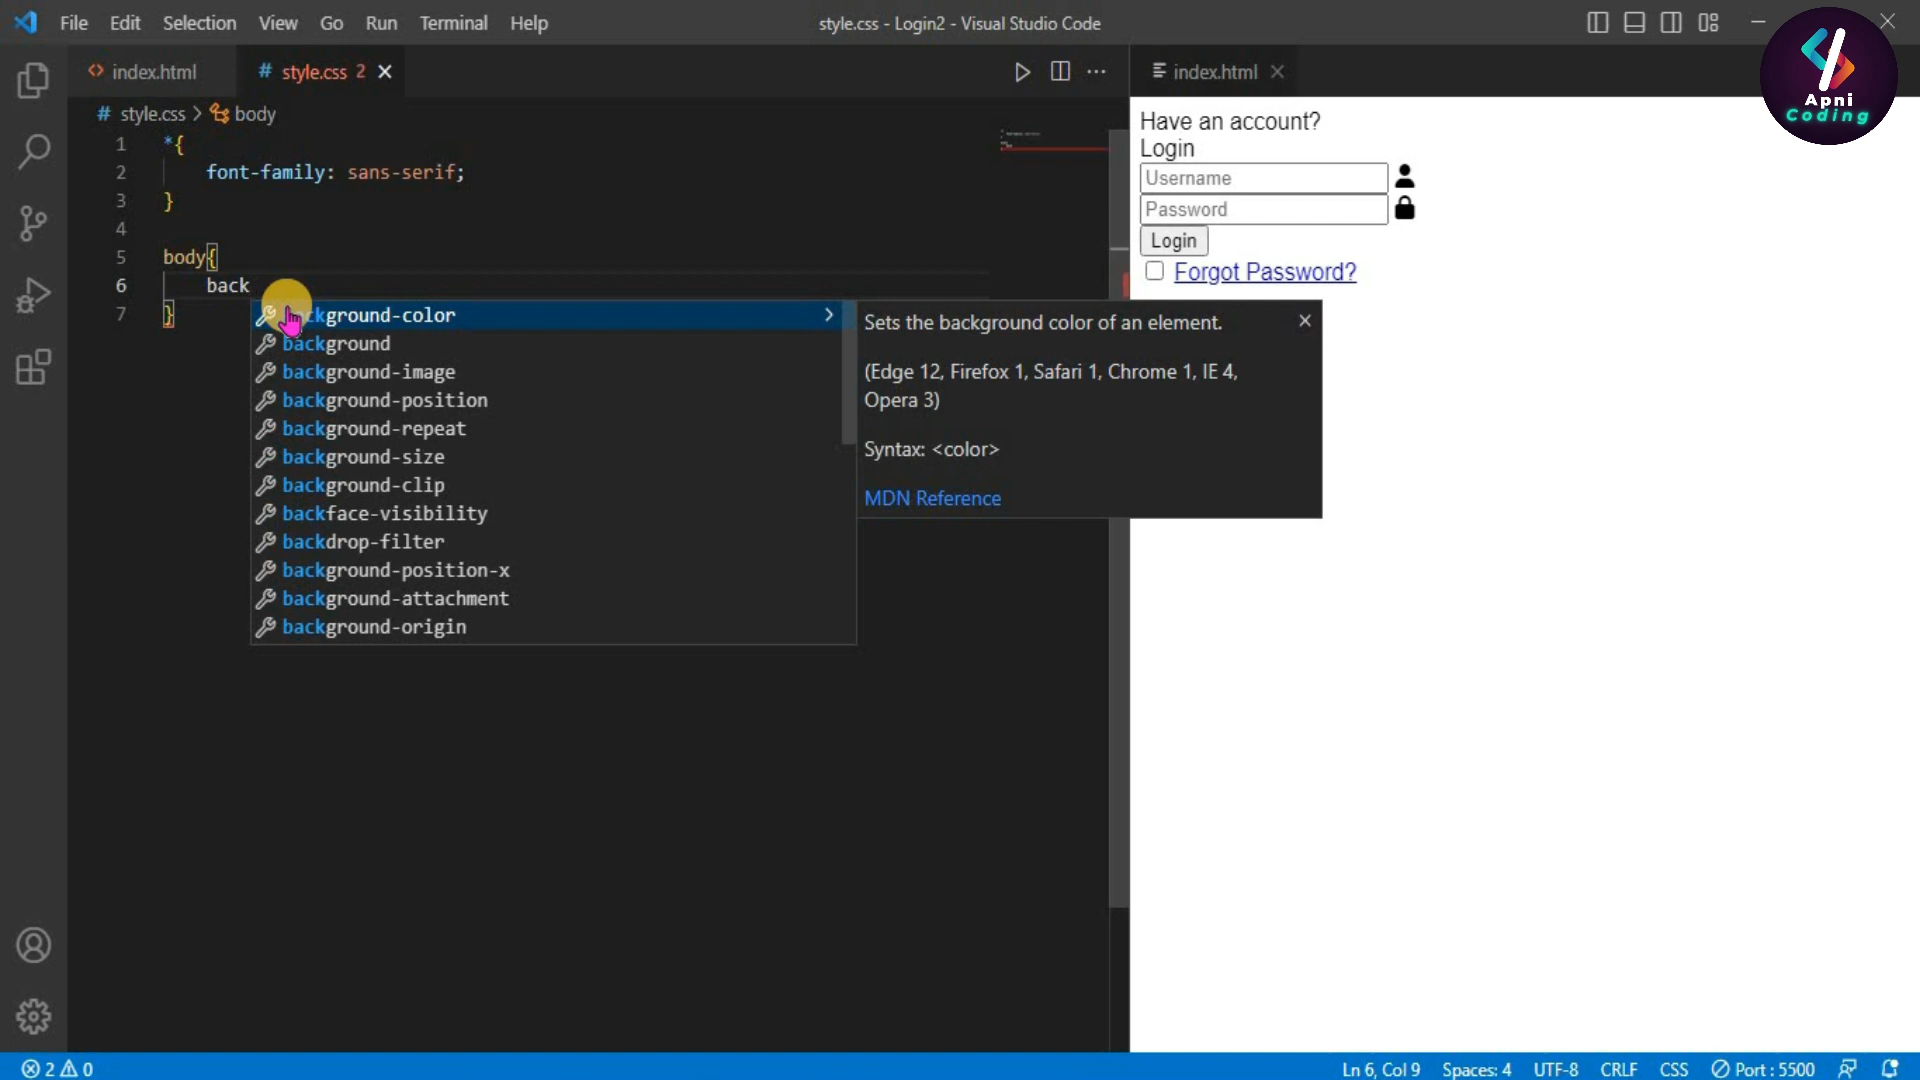 File Edit Selection View Go Run Terminal Help
style.css - Login2 - Visual Studio Code
index.html
style.css 2
index.html
Apni
Coding
style.css > body
1 *{
2 font-family: sans-serif;
3 }
4
5 body{
6 back
7 }
background-color
background
background-image
background-position
background-repeat
background-size
background-clip
backface-visibility
backdrop-filter
background-position-x
background-attachment
background-origin
Sets the background color of an element.
(Edge 12, Firefox 1, Safari 1, Chrome 1, IE 4,
Opera 3)
Syntax: <color>
MDN Reference
Have an account?
Login
Username
Password
Login
Forgot Password?
2 0
Ln 6, Col 9 Spaces: 4 UTF-8 CRLF CSS Port : 5500